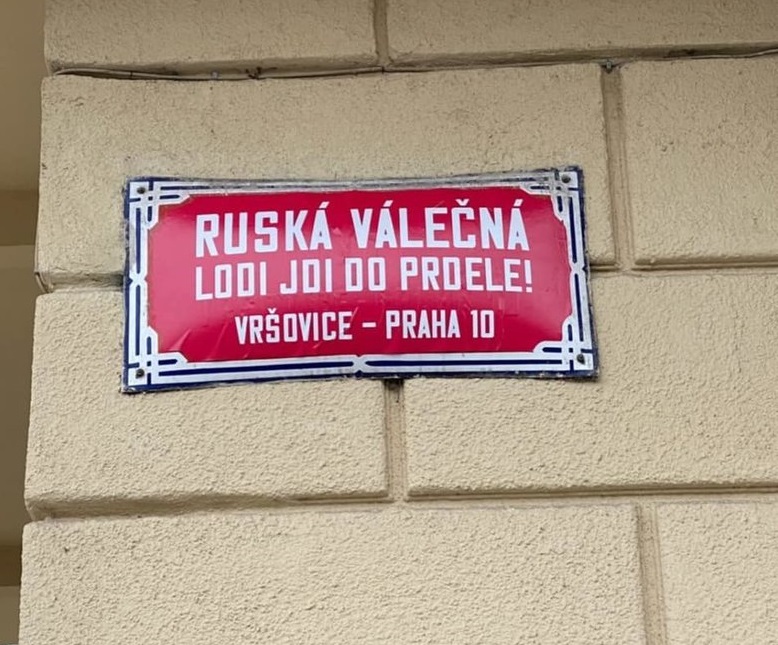 RUSKÁ VÁLEČNÁ
LODI JDI DO PRDELE!
VRŠOVICE – PRAHA 10